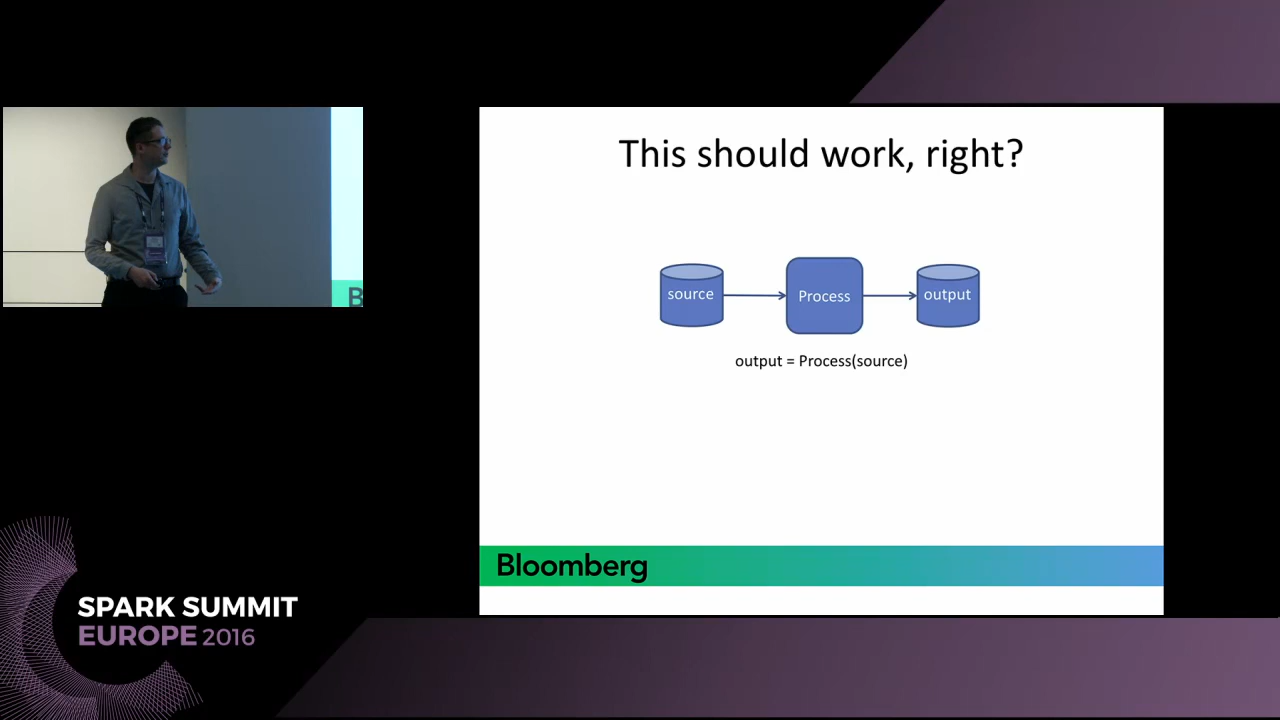 This should work, right?
source
Process
output
output = Process(source)
Bloomberg
B
SPARK SUMMIT
EUROPE 2016